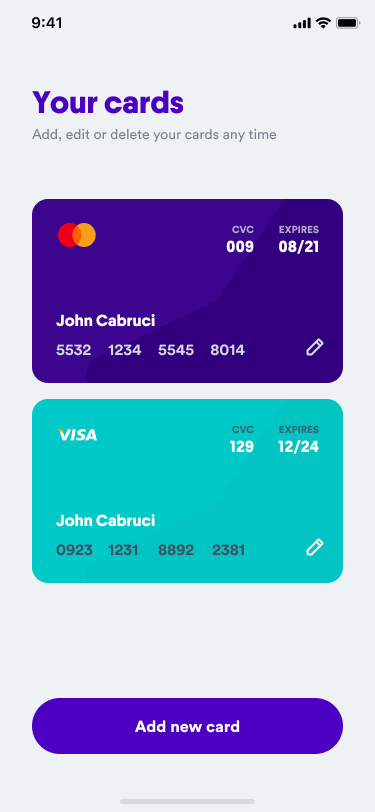 9:41
Your cards
Add, edit or delete your cards any time
CVC EXPIRES
009 08/21
John Cabruci
5532 1234 5545 8014
VISA
CVC EXPIRES
129 12/24
John Cabruci
0923 1231 8892 2381
Add new card